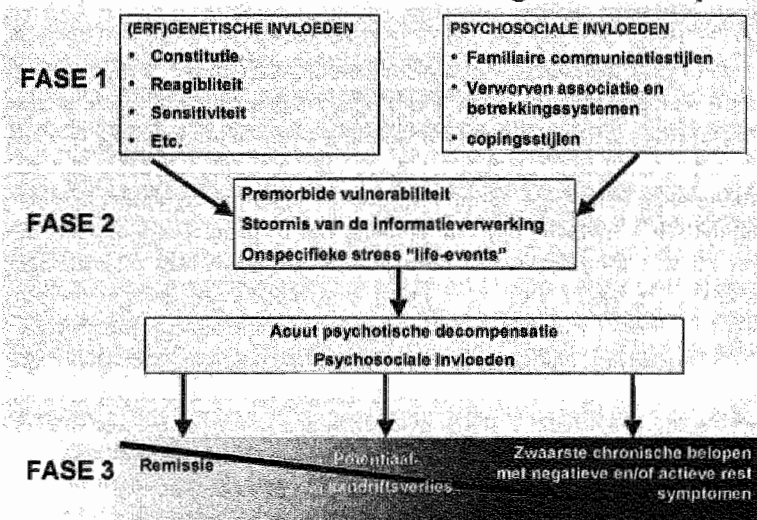 (ERF)GENETISCHE INVLOEDEN
• Constitutie
• Reagibliteit
• Sensitiviteit
• Etc.
PSYCHOSOCIALE INVLOEDEN
• Familiaire communicatiestijlen
• Verworven associatie en
betrekkingssystemen
• copingsstijlen
FASE 1
FASE 2
Premorbide vulnerabiliteit
Stoornis van de informatieverwerking
Onspecifieke stress "life-events"
Acuut psychotische decompensatie
Psychosociale invloeden
FASE 3
Remissie
Potentiaal-
Zwaarste chronische belopen
met negatieve en/of actieve rest
symptomen